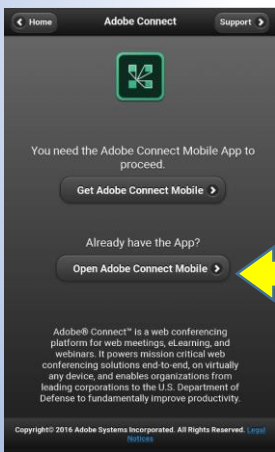 Home
Adobe Connect
Support
You need the Adobe Connect Mobile App to
proceed.
Get Adobe Connect Mobile
Already have the App?
Open Adobe Connect Mobile
Adobe® Connect™ is a web conferencing
platform for web meetings, eLearning, and
webinars. It powers mission critical web
conferencing solutions end-to-end, on virtually
any device, and enables organizations from
leading corporations to the U.S. Department of
Defense to fundamentally improve productivity.
Copyright© 2016 Adobe Systems Incorporated. All Rights Reserved. Legal
Notices